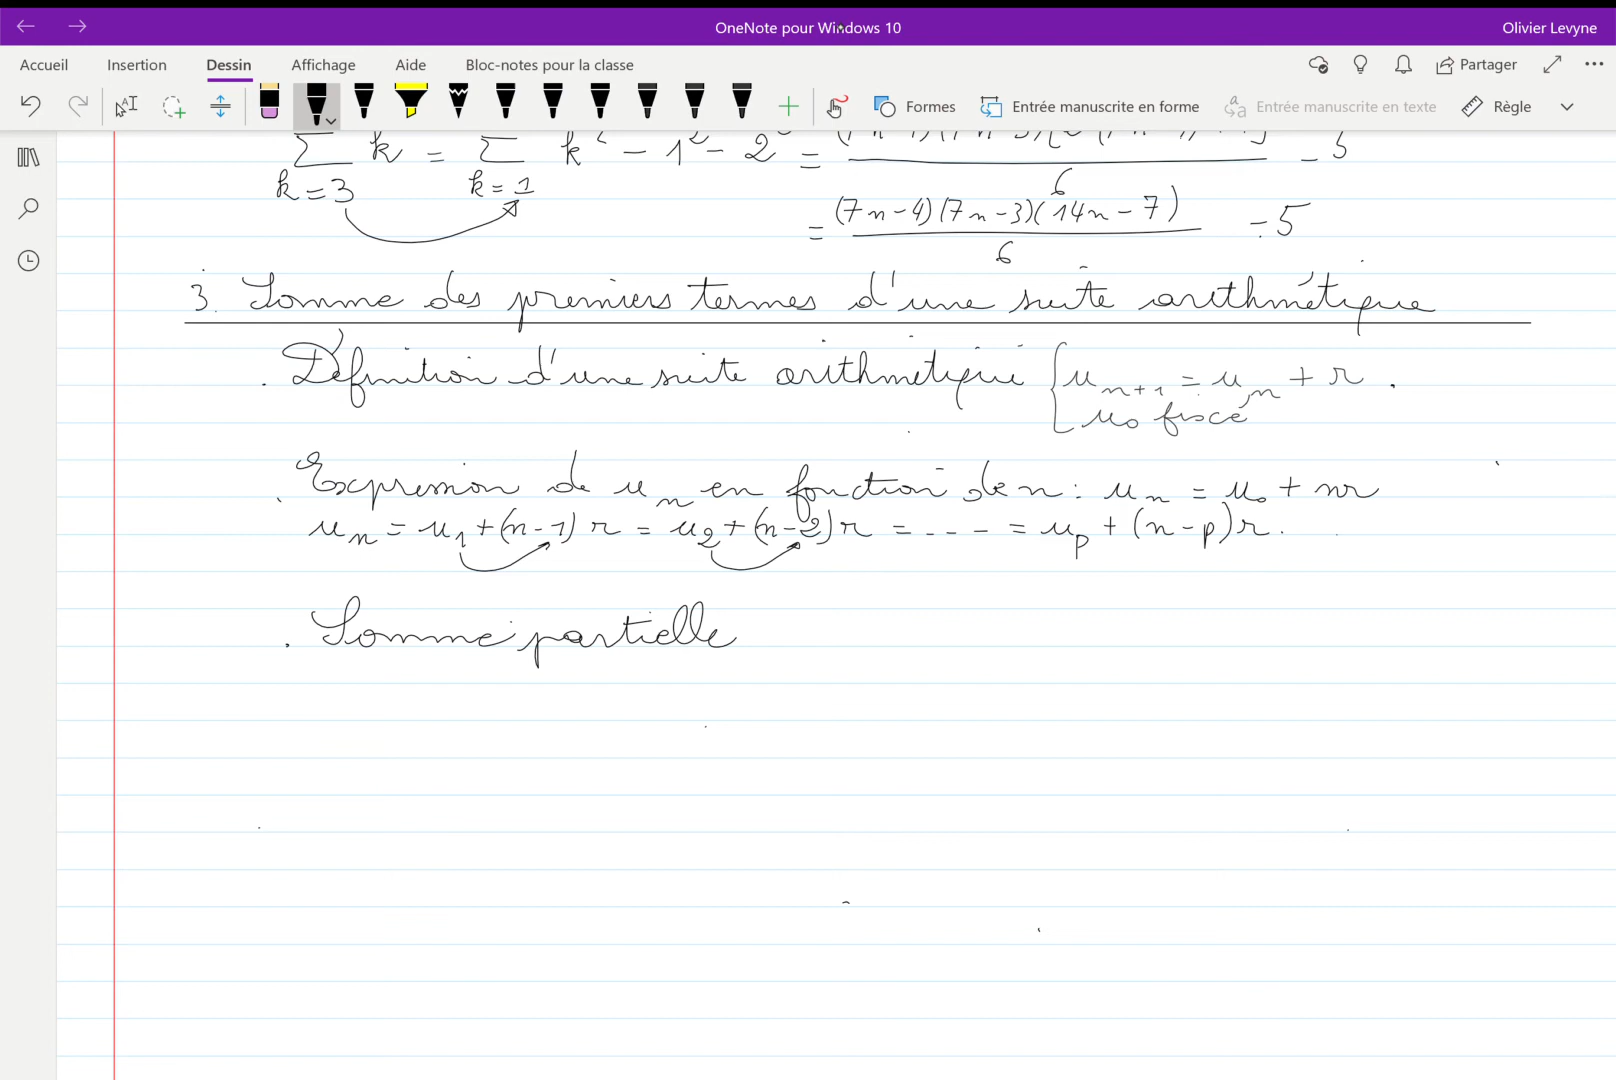 OneNote pour Windows 10
Olivier Levyne
Accueil Insertion Dessin Affichage Aide Bloc-notes pour la classe Partager
Formes Entrée manuscrite en forme Entrée manuscrite en texte Règle
∑ k = ∑ k² - 1² - 2² = - 5
k=3 k=1 6
= (7n-4)(7n-3)(14n-7) / 6 - 5
3. Somme des premiers termes d'une suite arithmétique
. Définition d'une suite arithmétique { u_{n+1} = u_n + r .
u_0 fixé
. Expression de u_n en fonction de n : u_n = u_0 + nr
u_n = u_1 + (n-1) r = u_2 + (n-2) r = .... = u_p + (n-p) r.
. Somme partielle